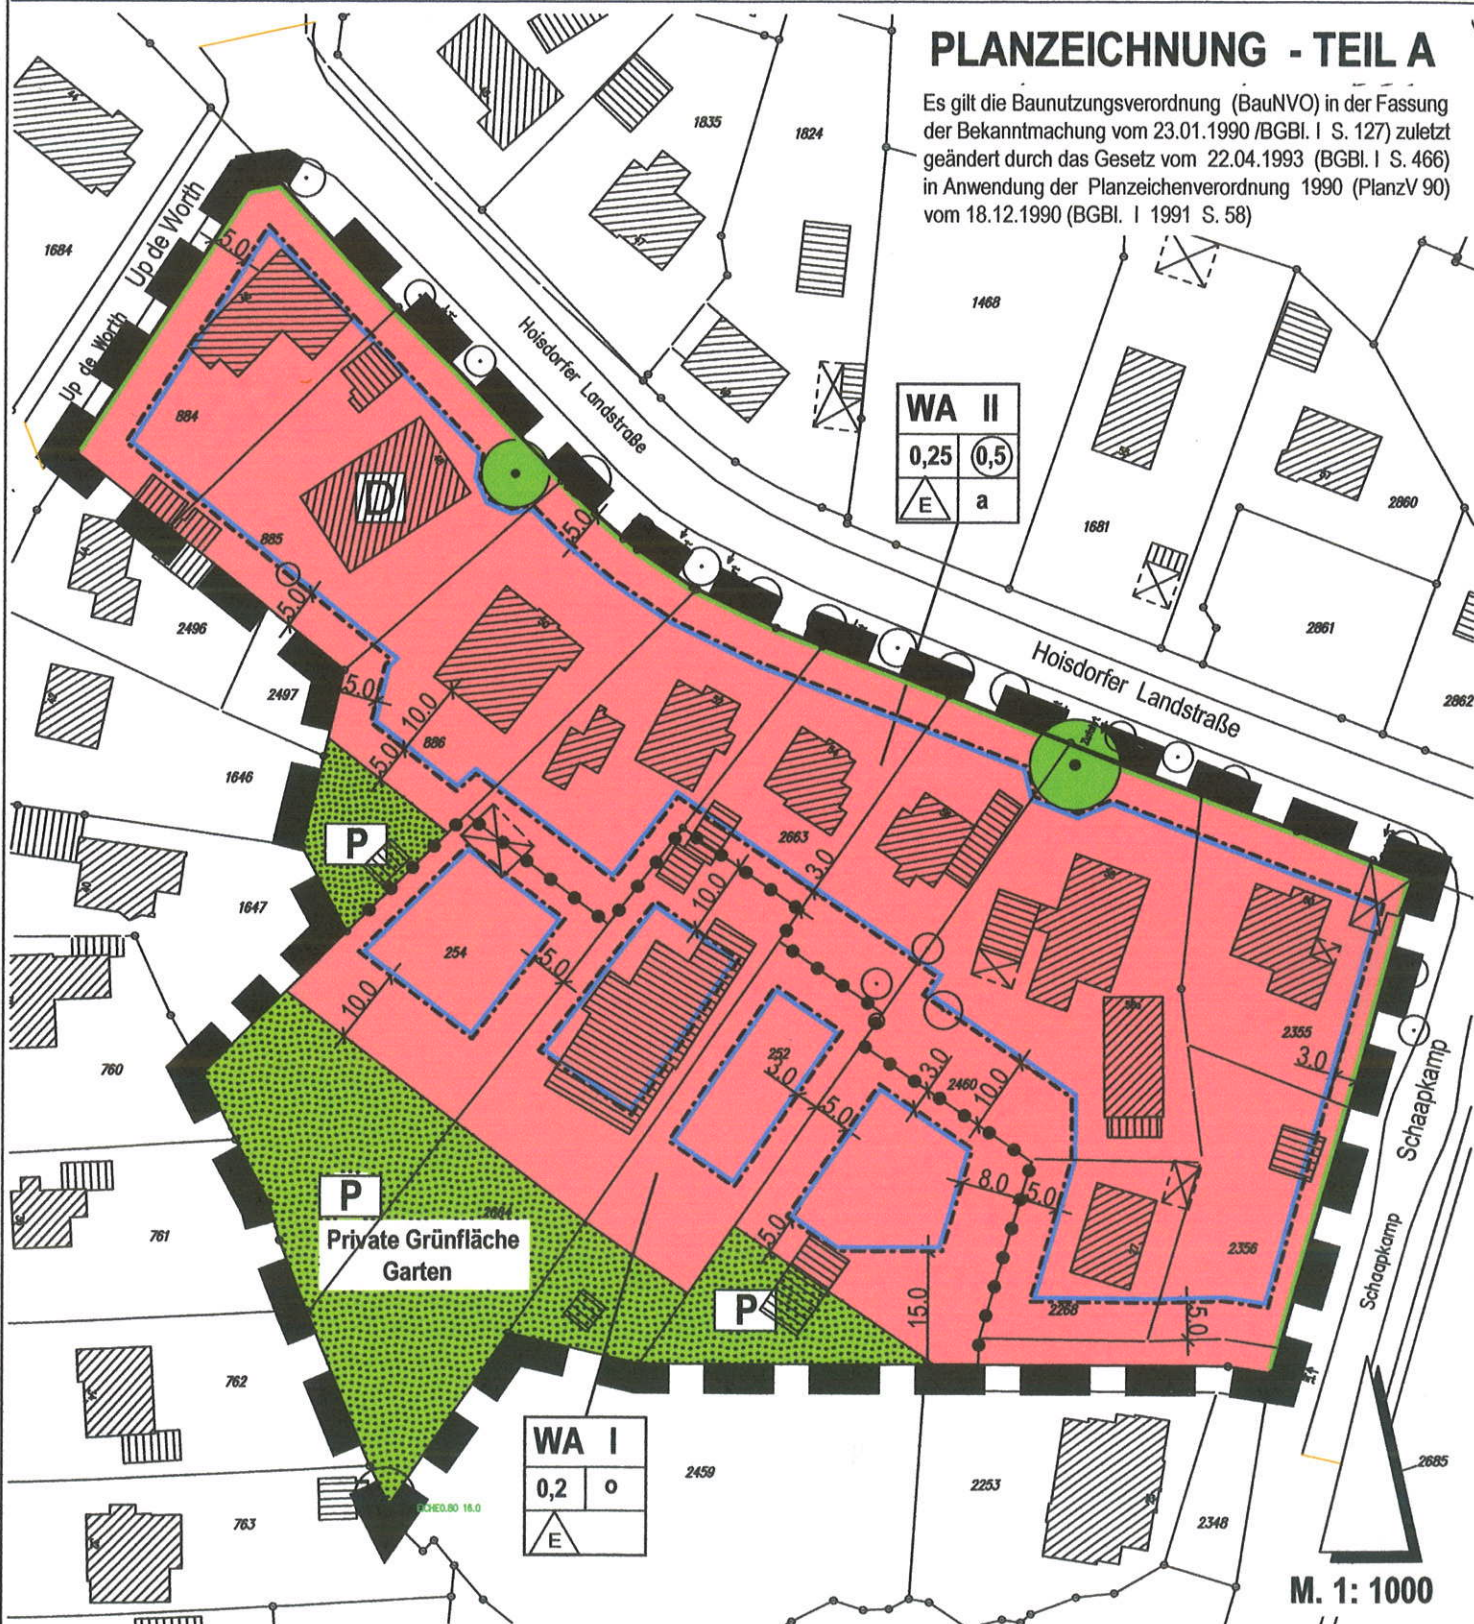 PLANZEICHNUNG - TEIL A
Es gilt die Baunutzungsverordnung (BauNVO) in der Fassung
der Bekanntmachung vom 23.01.1990 /BGBl. I S. 127) zuletzt
geändert durch das Gesetz vom 22.04.1993 (BGBl. I S. 466)
in Anwendung der Planzeichenverordnung 1990 (PlanzV 90)
vom 18.12.1990 (BGBl. I 1991 S. 58)
1835
1824
1684
Up de Worth
Up de Worth
5.0
1468
Hoisdorfer Landstraße
WA II
0,25 0,5
E a
884
D
885
5.0
5.0
1681
2860
2861
2862
2496
2497
5.0
10.0
886
5.0
Hoisdorfer Landstraße
1646
P
2663
3.0
10.0
1647
254
5.0
10.0
760
252
3.0
5.0
3.0
2460
10.0
2355
3.0
Schaapkamp
Schaapkamp
8.0 5.0
P
2664
Private Grünfläche
Garten
761
5.0
2356
P
15.0
2268
5.0
762
WA I
0,2 o
E
2459
2253
2685
763
2348
M. 1: 1000